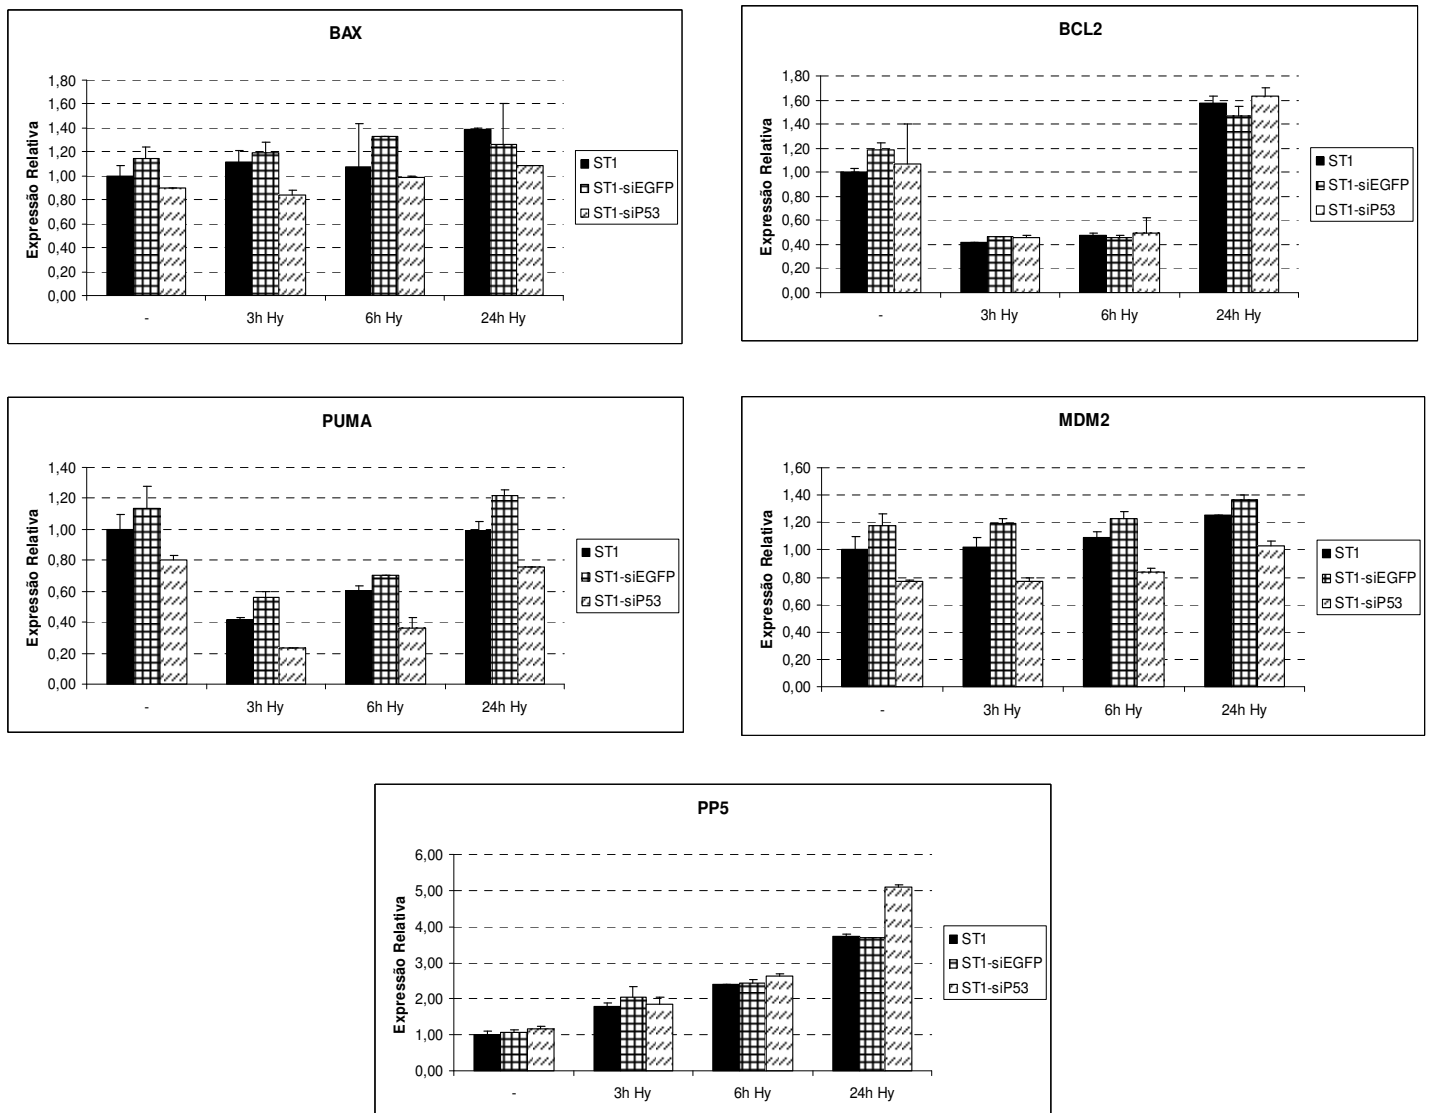 BAX
Expressão Relativa
1,80
1,60
1,40
1,20
1,00
0,80
0,60
0,40
0,20
0,00
- 3h Hy 6h Hy 24h Hy
ST1
ST1-siEGFP
ST1-siP53
BCL2
Expressão Relativa
1,80
1,60
1,40
1,20
1,00
0,80
0,60
0,40
0,20
0,00
- 3h Hy 6h Hy 24h Hy
ST1
ST1-siEGFP
ST1-siP53
PUMA
Expressão Relativa
1,40
1,20
1,00
0,80
0,60
0,40
0,20
0,00
- 3h Hy 6h Hy 24h Hy
ST1
ST1-siEGFP
ST1-siP53
MDM2
Expressão Relativa
1,60
1,40
1,20
1,00
0,80
0,60
0,40
0,20
0,00
- 3h Hy 6h Hy 24h Hy
ST1
ST1-siEGFP
ST1-siP53
PP5
Expressão Relativa
6,00
5,00
4,00
3,00
2,00
1,00
0,00
- 3h Hy 6h Hy 24h Hy
ST1
ST1-siEGFP
ST1-siP53